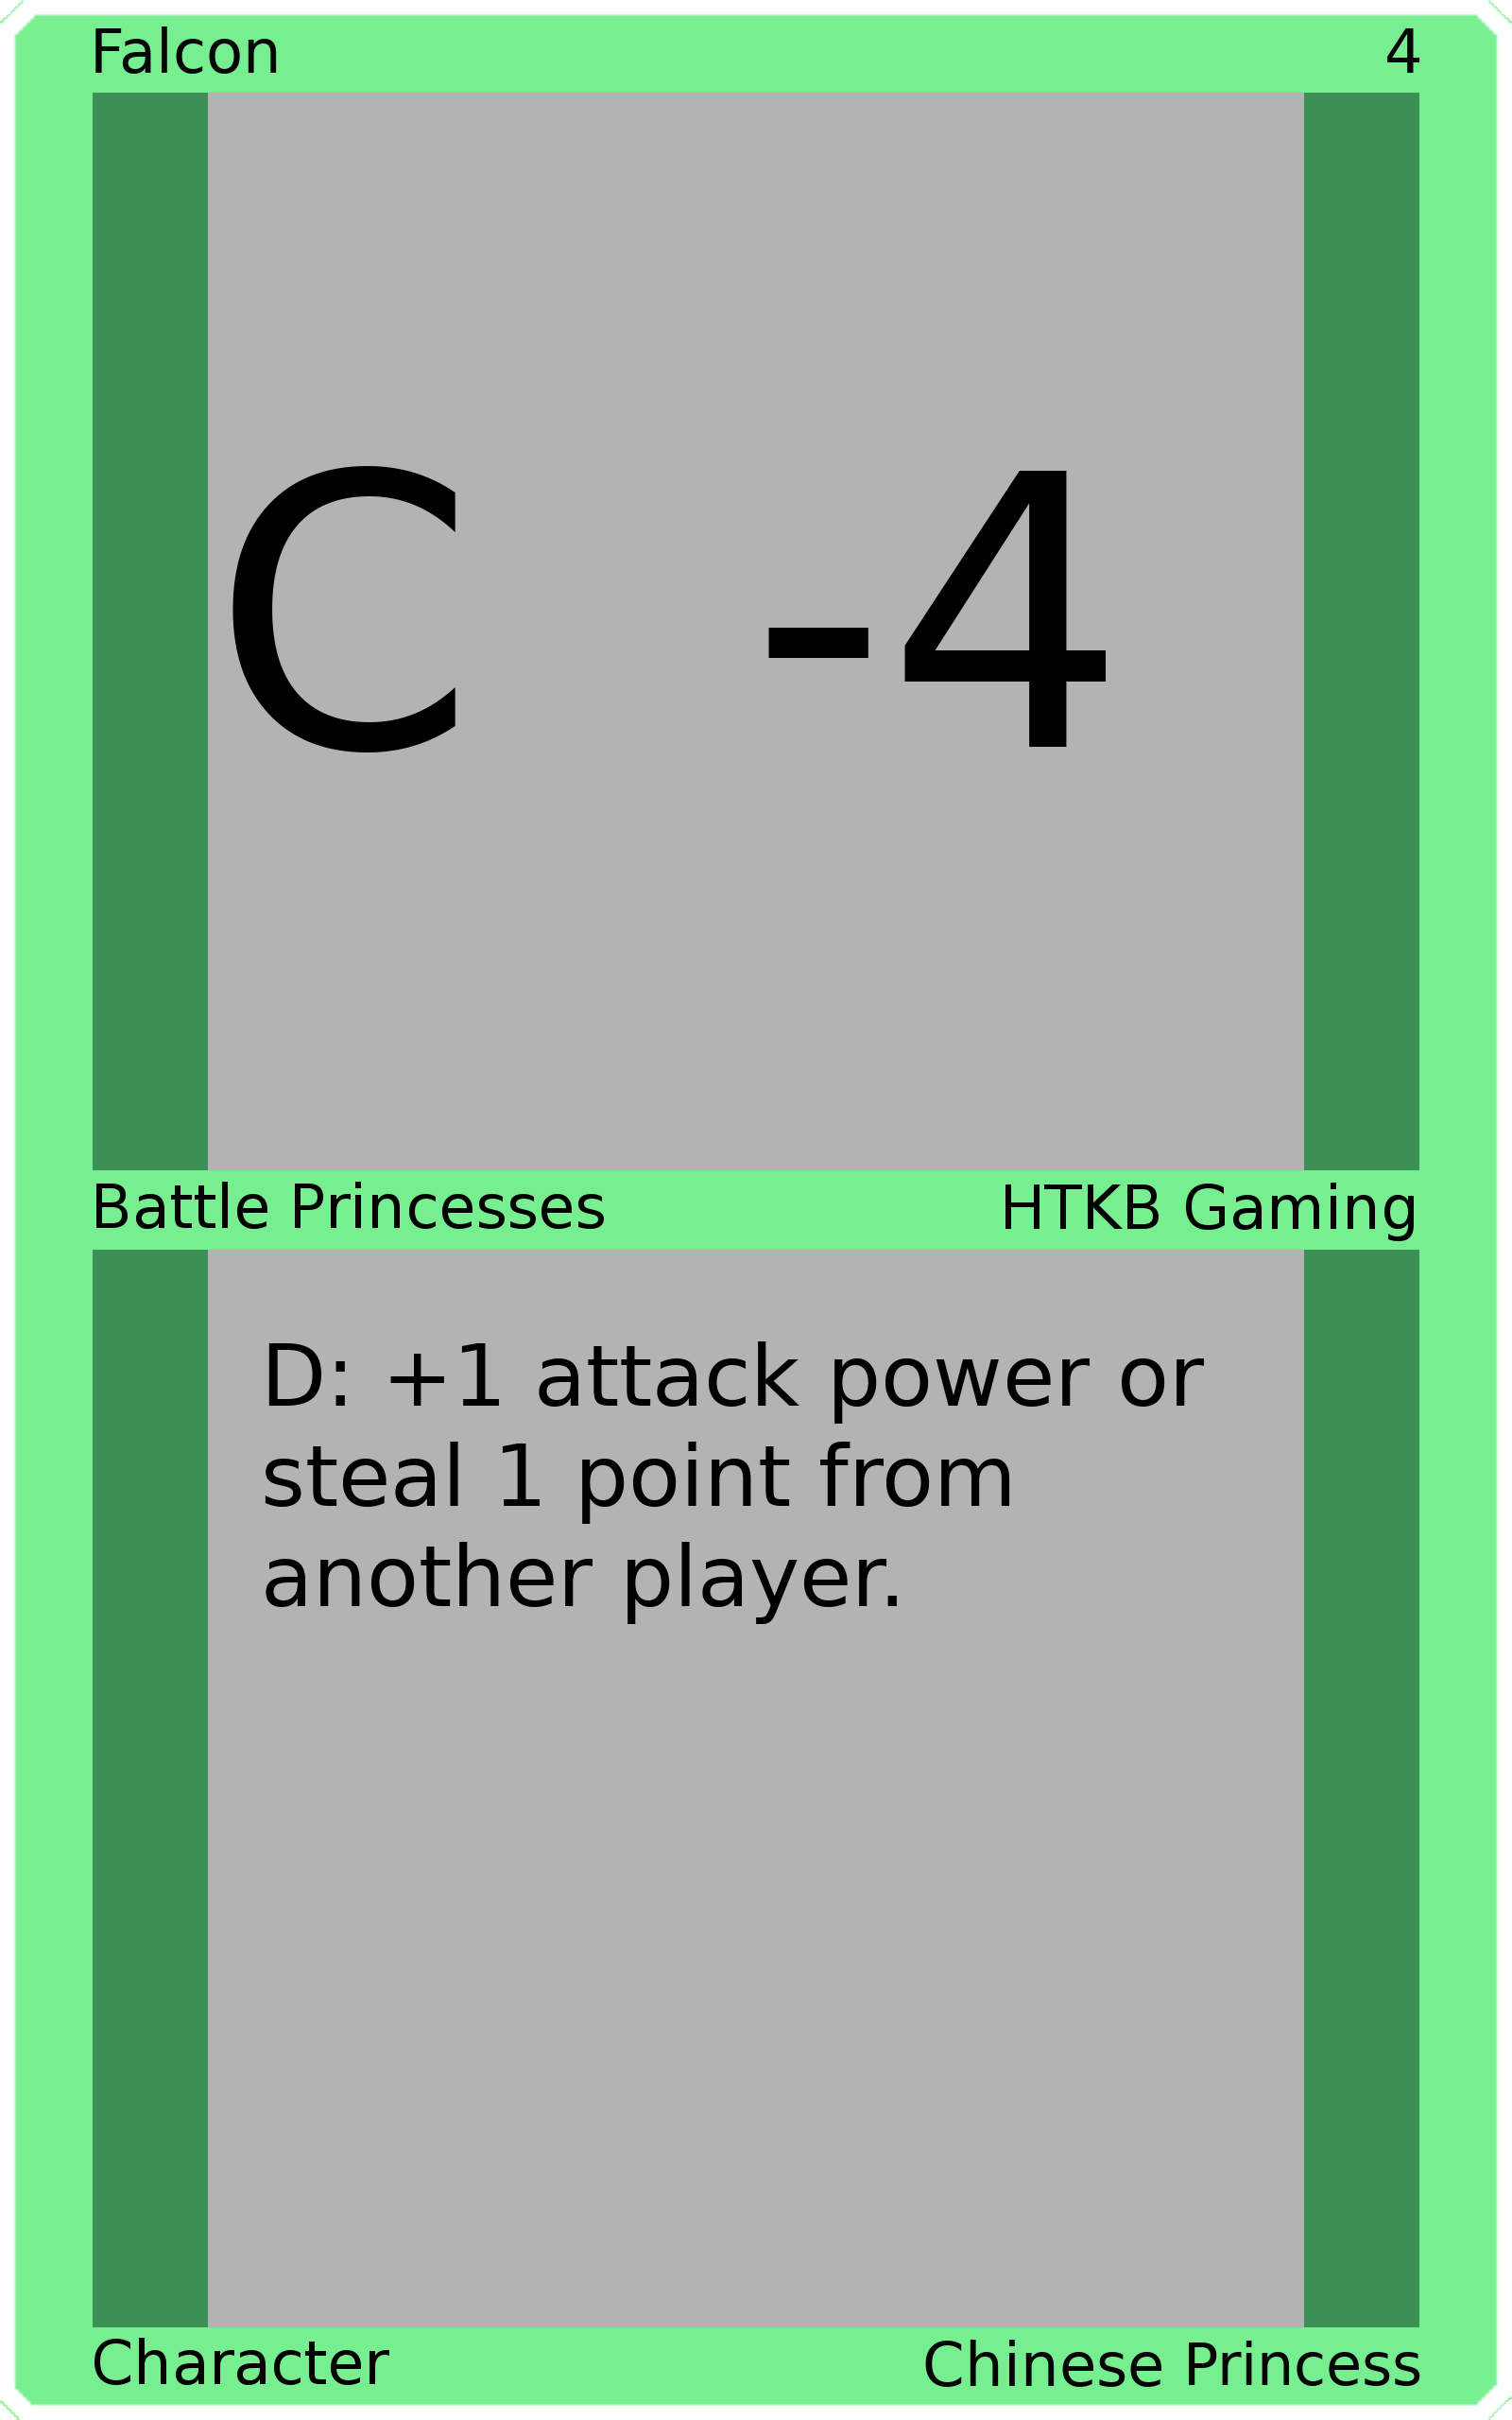 Falcon 4
C -4
Battle Princesses HTKB Gaming
D: +1 attack power or
steal 1 point from
another player.
Character Chinese Princess